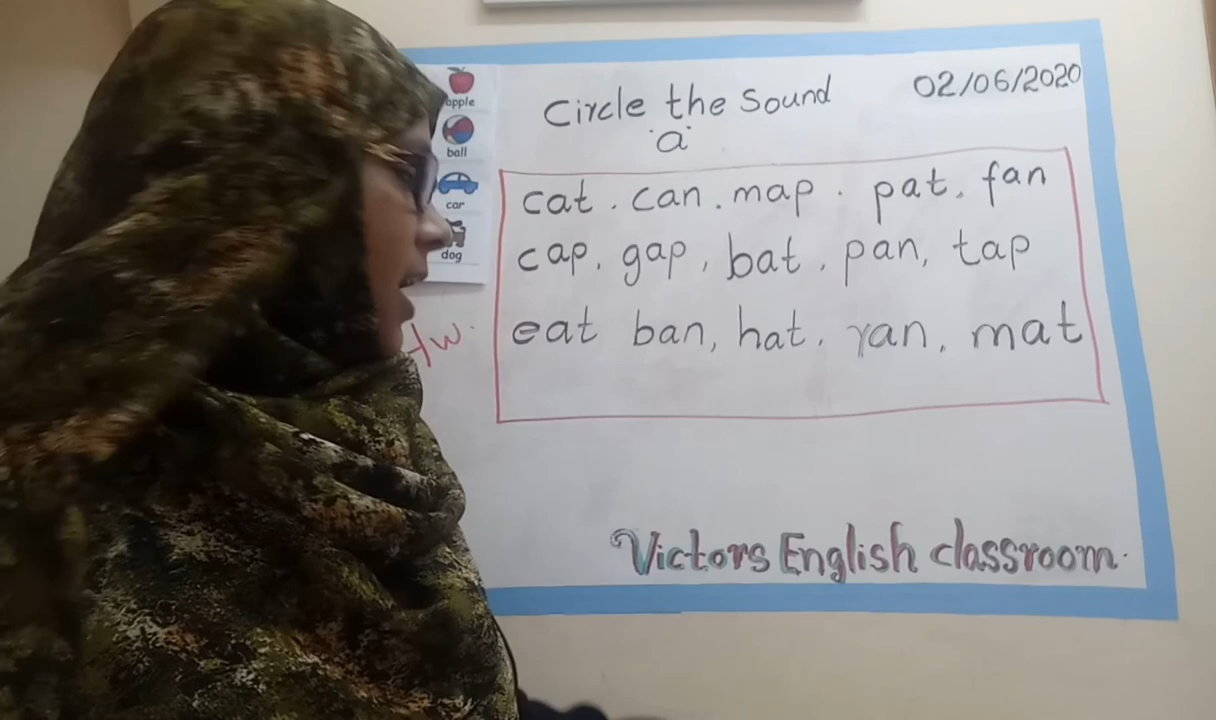 apple
ball
car
dog
Circle the Sound
"a"
02/06/2020
cat . can . map . pat . fan
cap, gap, bat, pan, tap
eat ban, hat, ran, mat
Hw.
Victors English classroom.